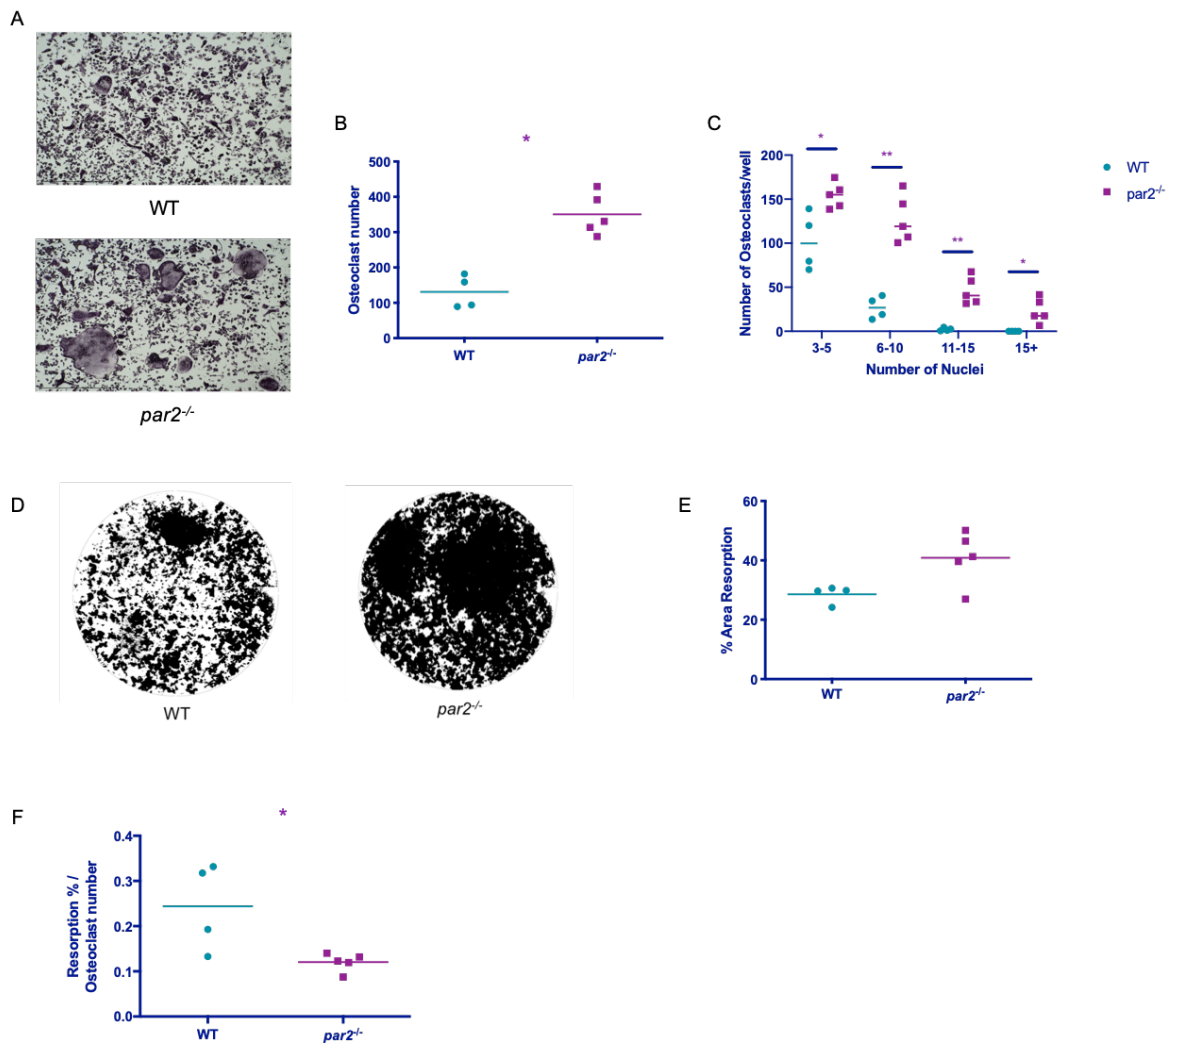 A
WT
par2-/-
B
*
Osteoclast number
500
400
300
200
100
0
WT
par2-/-
C
* ** ** *
Number of Osteoclasts/well
200
150
100
50
0
3-5 6-10 11-15 15+
Number of Nuclei
WT
par2-/-
D
WT
par2-/-
E
% Area Resorption
60
40
20
0
WT
par2-/-
F
*
Resorption % /
Osteoclast number
0.4
0.3
0.2
0.1
0.0
WT
par2-/-